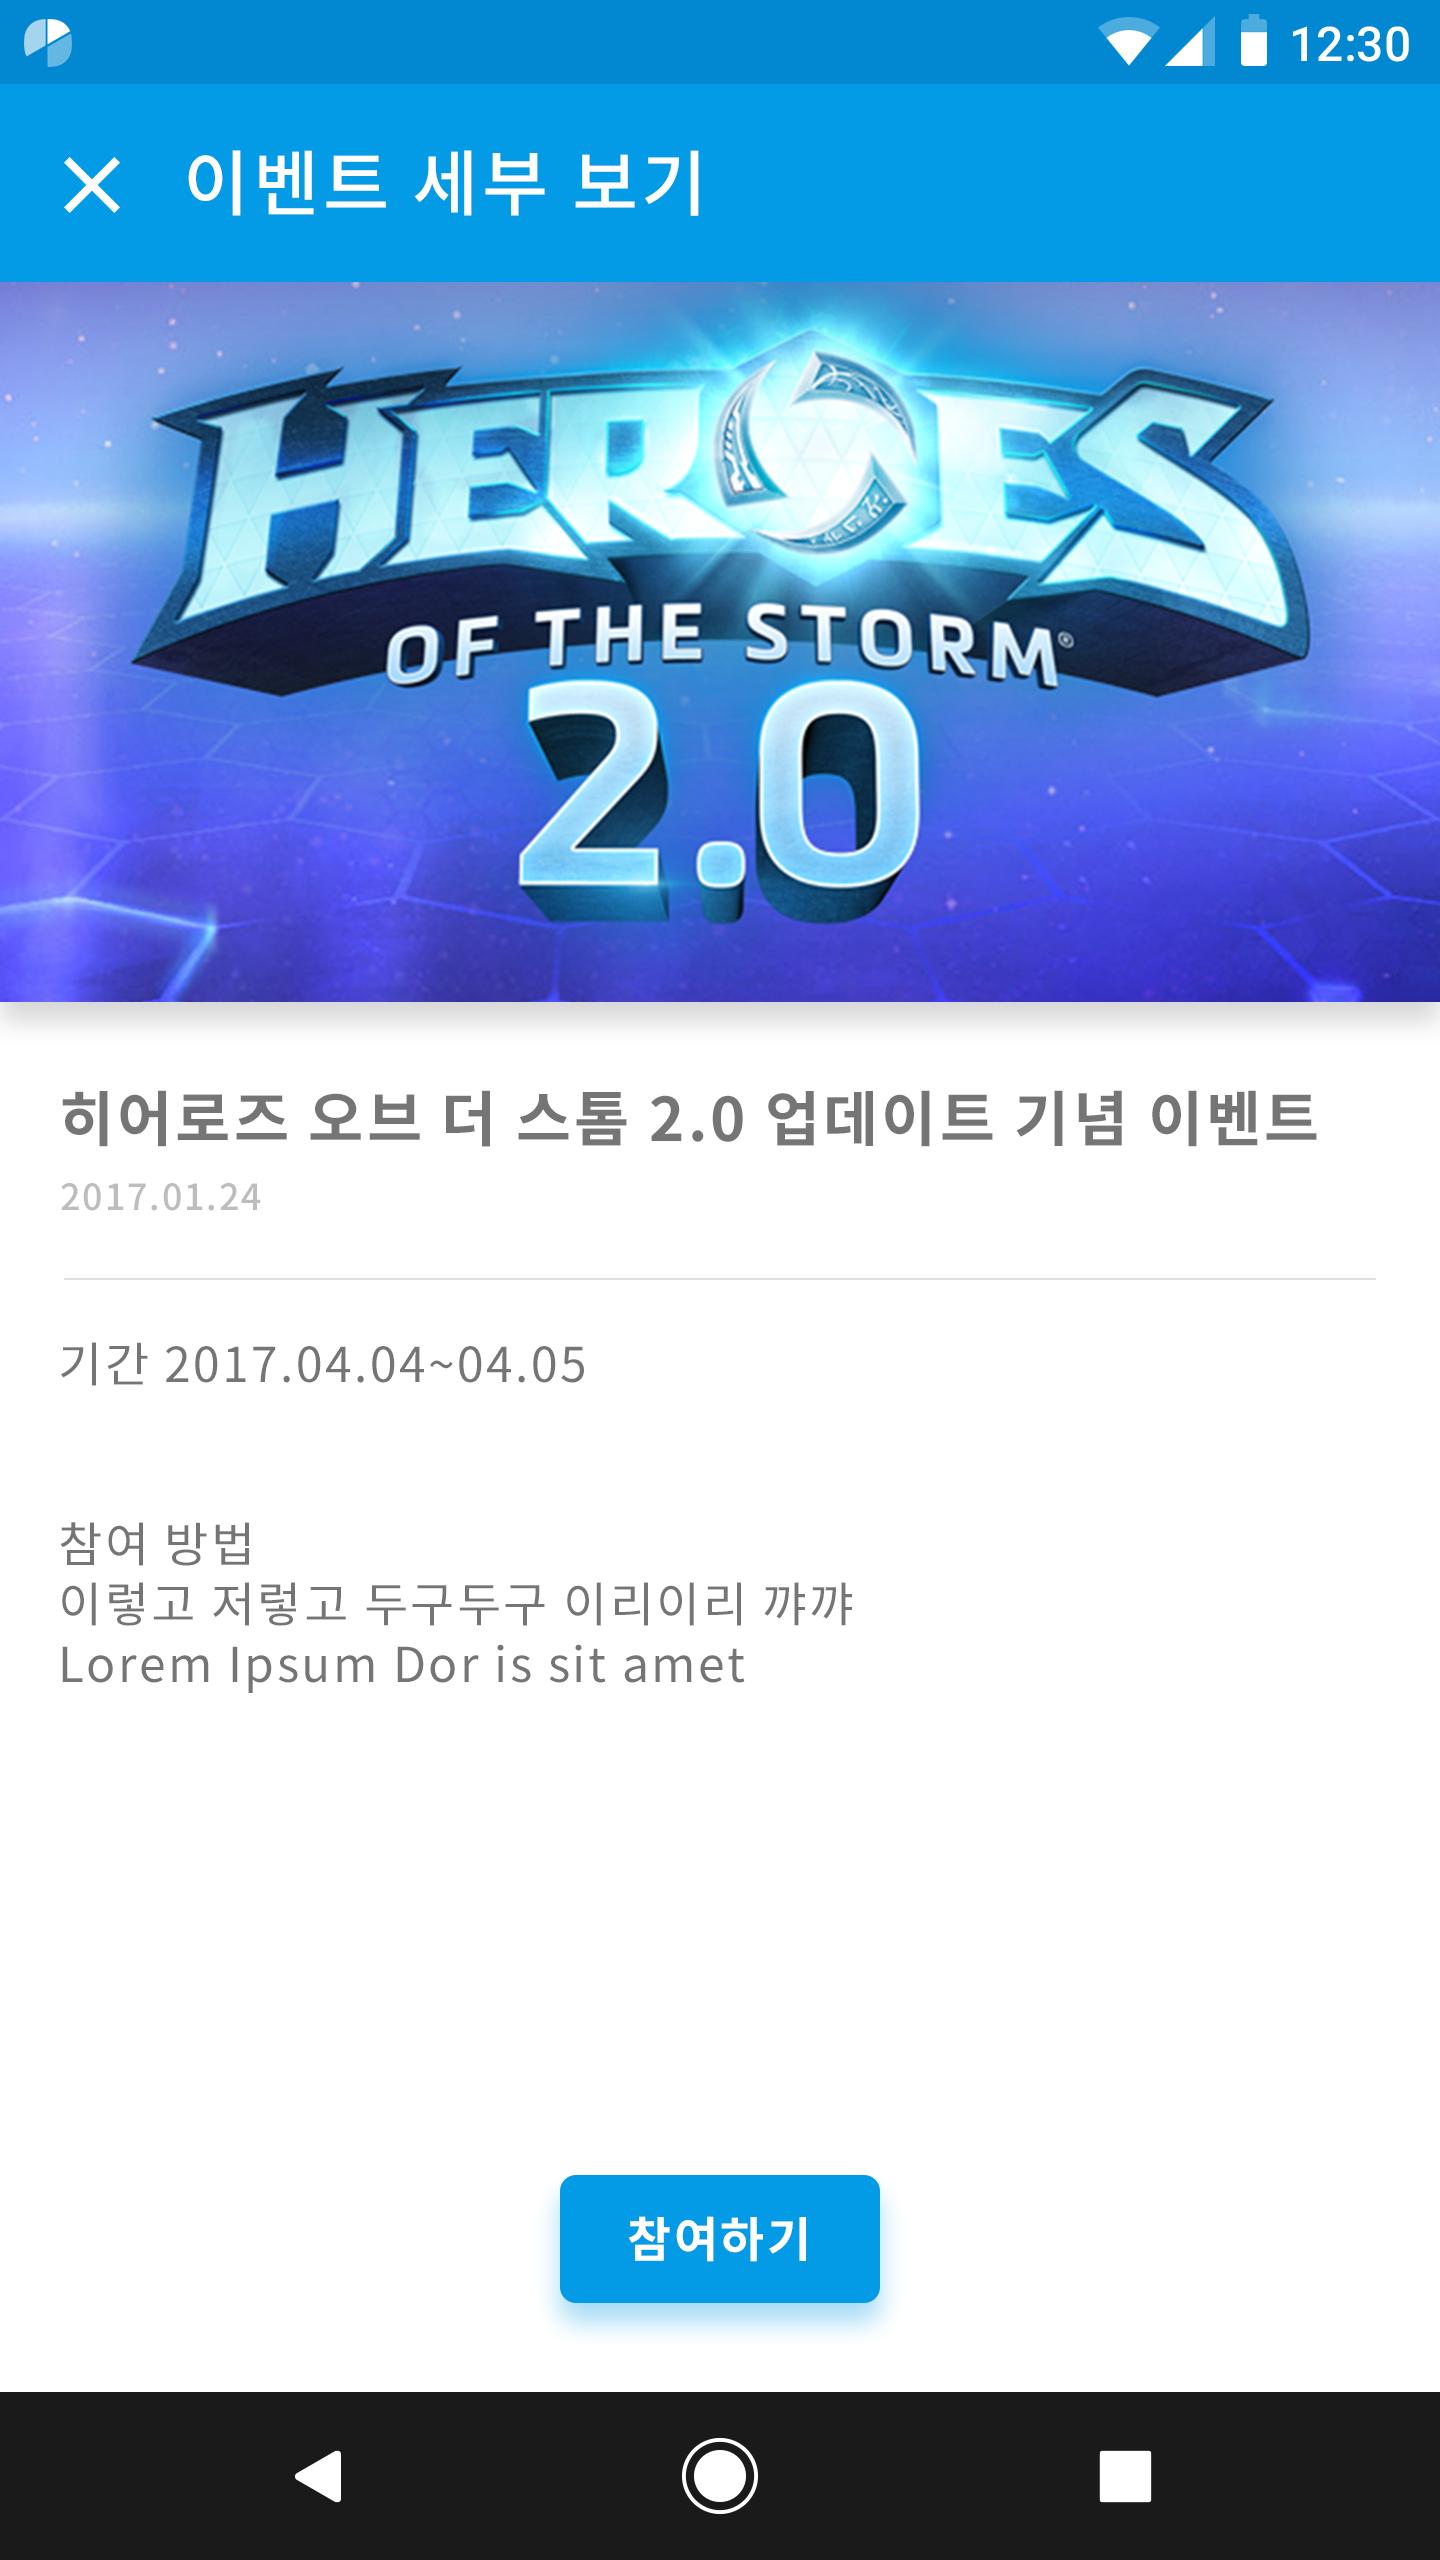 12:30
이벤트 세부 보기
HEROES
OF THE STORM®
2.0
히어로즈 오브 더 스톰 2.0 업데이트 기념 이벤트
2017.01.24
기간 2017.04.04~04.05
참여 방법
이렇고 저렇고 두구두구 이리이리 꺄꺄
Lorem Ipsum Dor is sit amet
참여하기